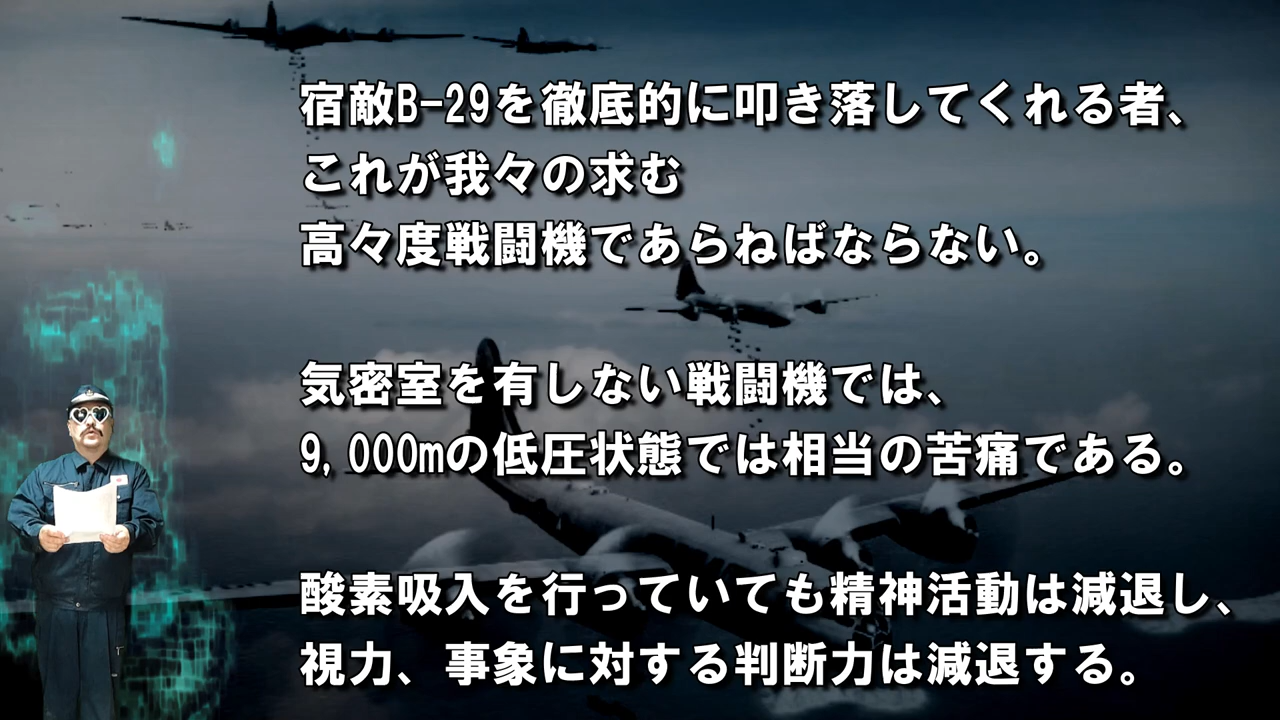 宿敵B-29を徹底的に叩き落してくれる者、
これが我々の求む
高々度戦闘機であらねばならない。
気密室を有しない戦闘機では、
9,000mの低圧状態では相当の苦痛である。
酸素吸入を行っていても精神活動は減退し、
視力、事象に対する判断力は減退する。